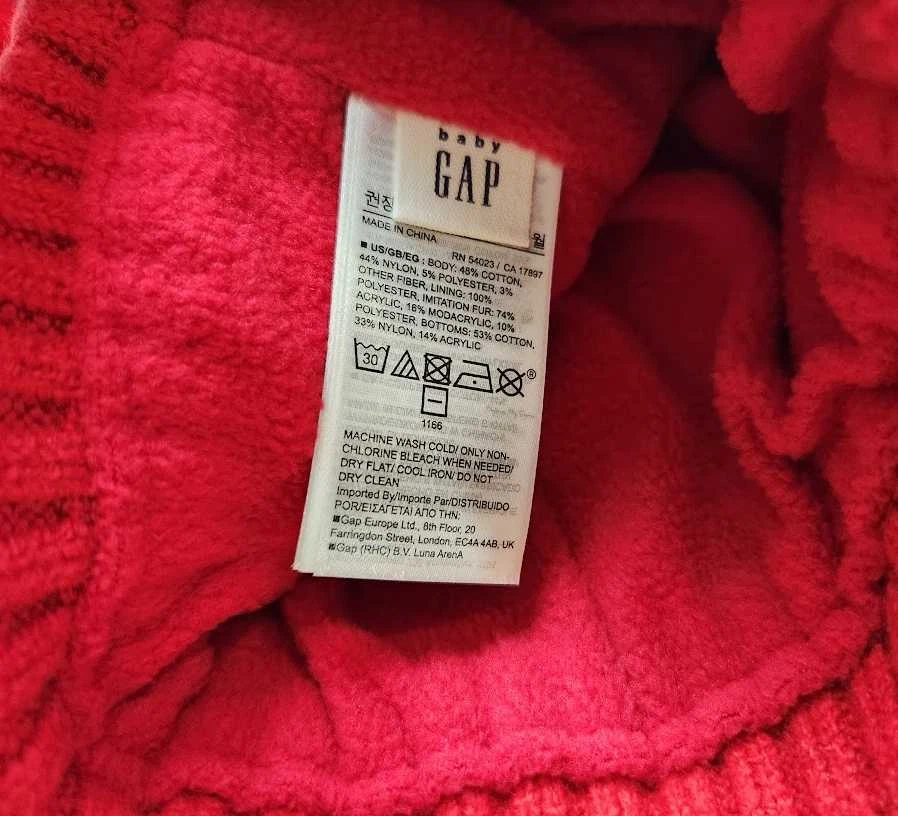 baby
GAP
권장
월
MADE IN CHINA
RN 54023 / CA 17897
■ US/GB/EG : BODY: 48% COTTON,
44% NYLON, 5% POLYESTER, 3%
OTHER FIBER, LINING: 100%
POLYESTER, IMITATION FUR: 74%
ACRYLIC, 16% MODACRYLIC, 10%
POLYESTER, BOTTOMS: 53% COTTON,
33% NYLON, 14% ACRYLIC
30
®
1166
MACHINE WASH COLD/ ONLY NON-
CHLORINE BLEACH WHEN NEEDED/
DRY FLAT/ COOL IRON/ DO NOT
DRY CLEAN
Imported By/Importe Par/DISTRIBUIDO
POR/ΕΙΣΑΓΕΤΑΙ ΑΠΟ ΤΗΝ:
■Gap Europe Ltd., 8th Floor, 20
Farringdon Street, London, EC4A 4AB, UK
■Gap (RHC) B.V. Luna ArenA